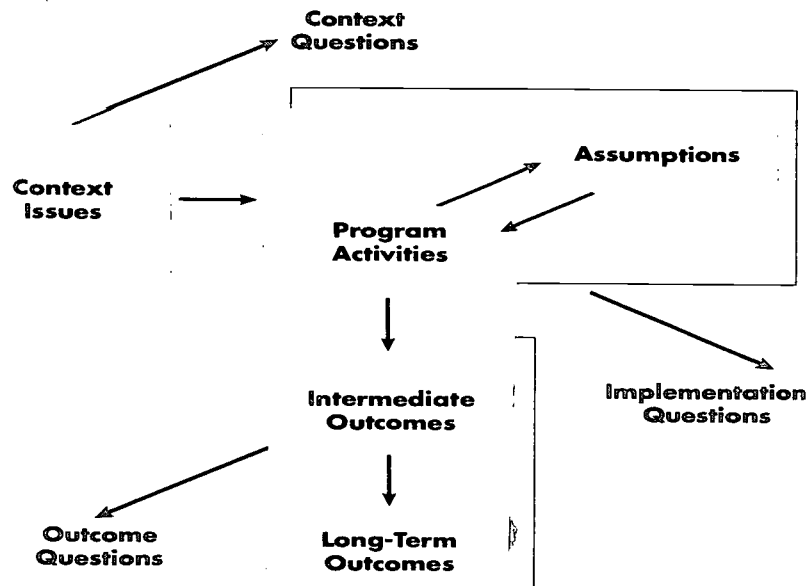 Context
Questions
Assumptions
Context
Issues
Program
Activities
Intermediate
Outcomes
Implementation
Questions
Outcome
Questions
Long-Term
Outcomes